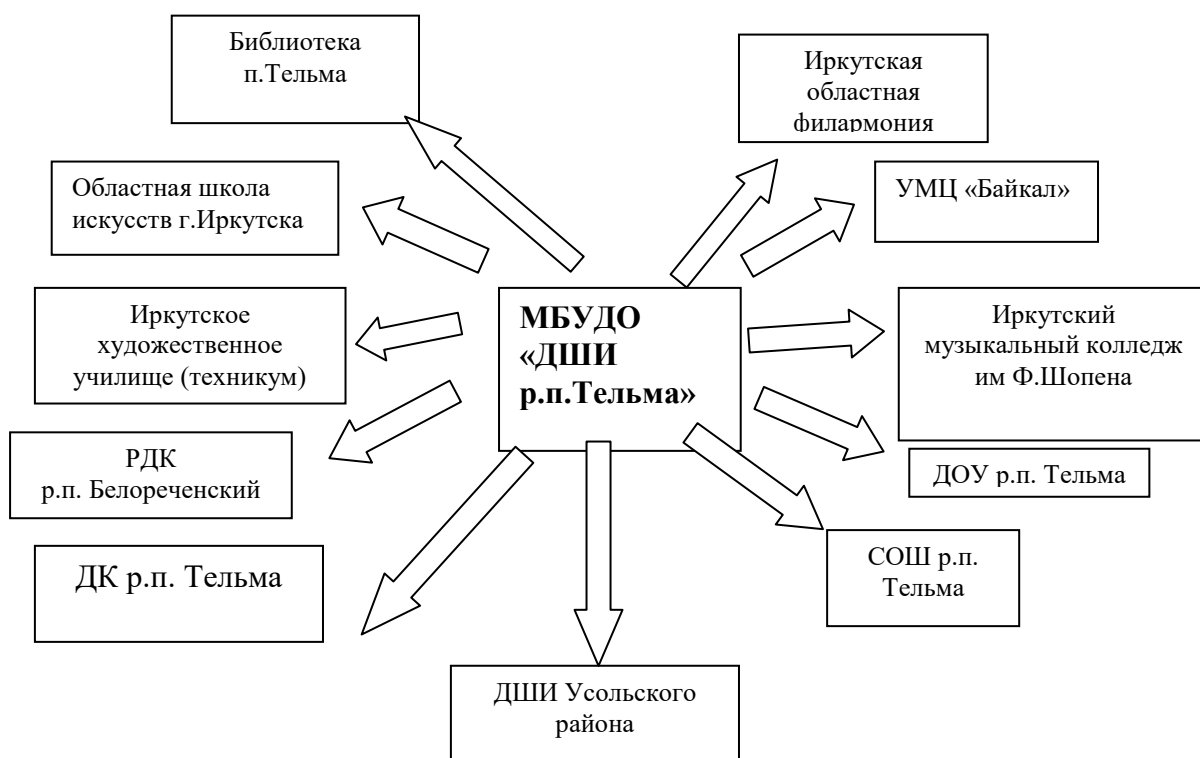 Библиотека
п.Тельма
Иркутская
областная
филармония
Областная школа
искусств г.Иркутска
УМЦ «Байкал»
Иркутское
художественное
училище (техникум)
МБУДО
«ДШИ
р.п.Тельма»
Иркутский
музыкальный колледж
им Ф.Шопена
РДК
р.п. Белореченский
ДОУ р.п. Тельма
ДК р.п. Тельма
СОШ р.п.
Тельма
ДШИ Усольского
района